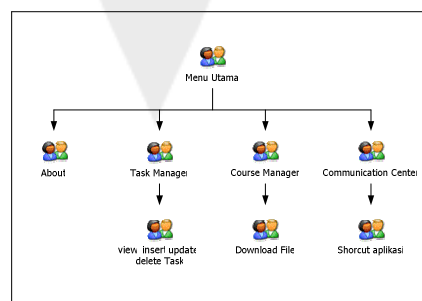 Menu Utama
About
Task Manager
Course Manager
Communication Center
view insert update
delete Task
Download File
Shorcut aplikasi